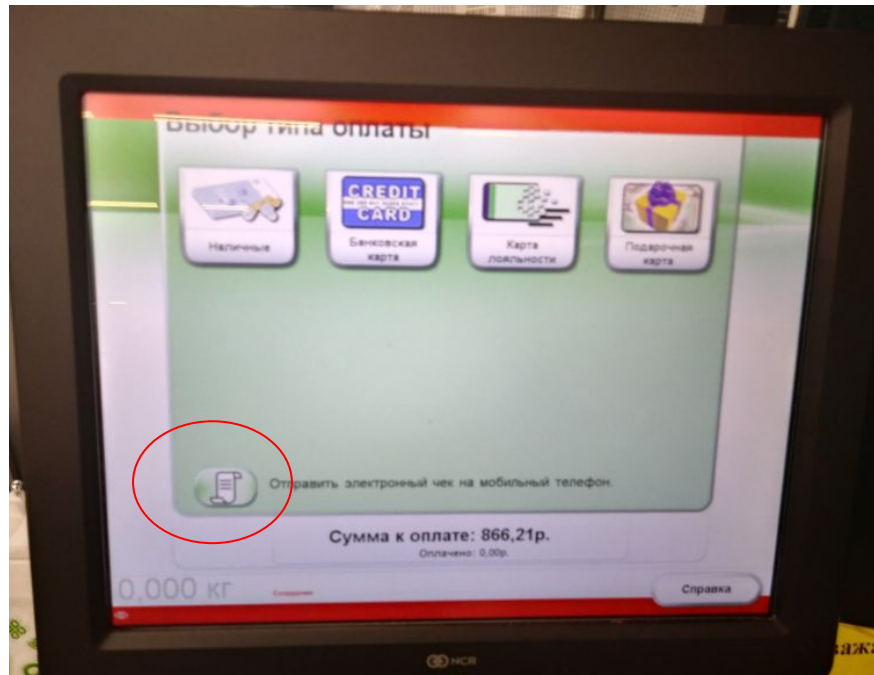 Выбор типа оплаты
CREDIT
CARD
Наличные
Банковская
карта
Карта
лояльности
Подарочная
карта
Отправить электронный чек на мобильный телефон.
Сумма к оплате: 866,21р.
Оплачено: 0,00р.
0,000 кг
Справка
NCR